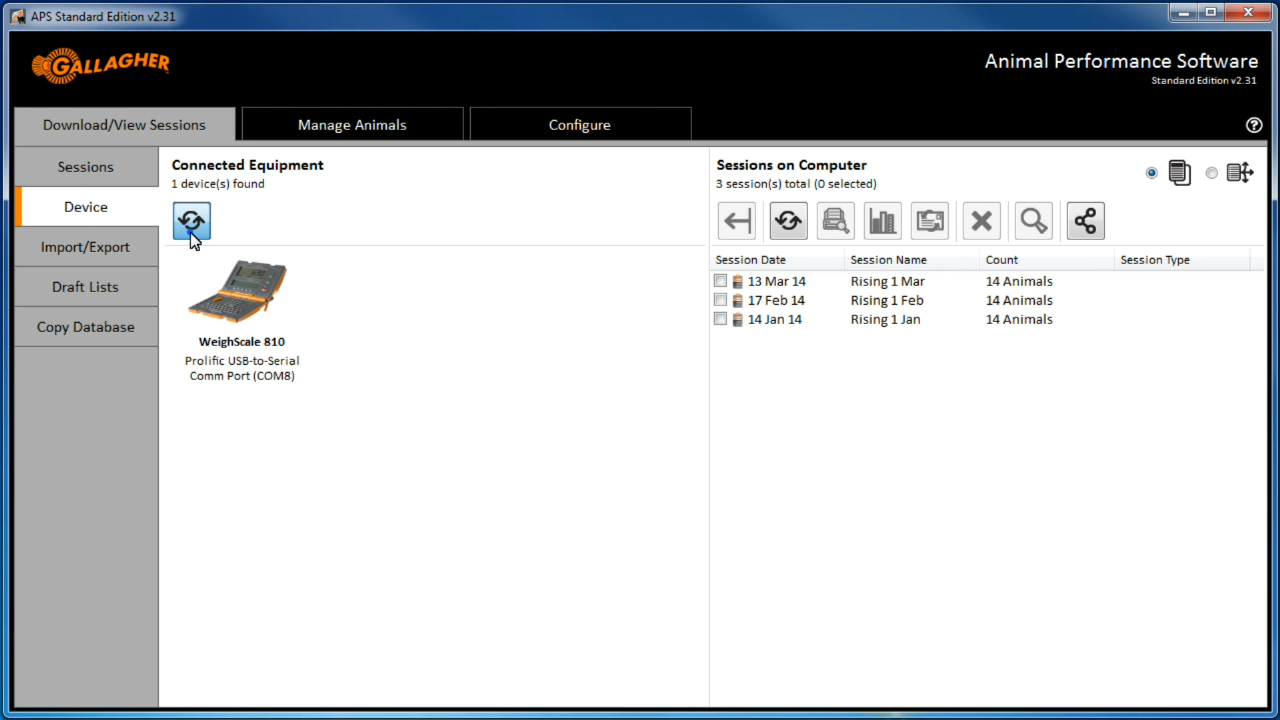 APS Standard Edition v2.31
GALLAGHER
Animal Performance Software
Standard Edition v2.31
Download/View Sessions
Manage Animals
Configure
Sessions
Device
Import/Export
Draft Lists
Copy Database
Connected Equipment
1 device(s) found
WeighScale 810
Prolific USB-to-Serial
Comm Port (COM8)
Sessions on Computer
3 session(s) total (0 selected)
Session Date Session Name Count Session Type
13 Mar 14 Rising 1 Mar 14 Animals
17 Feb 14 Rising 1 Feb 14 Animals
14 Jan 14 Rising 1 Jan 14 Animals